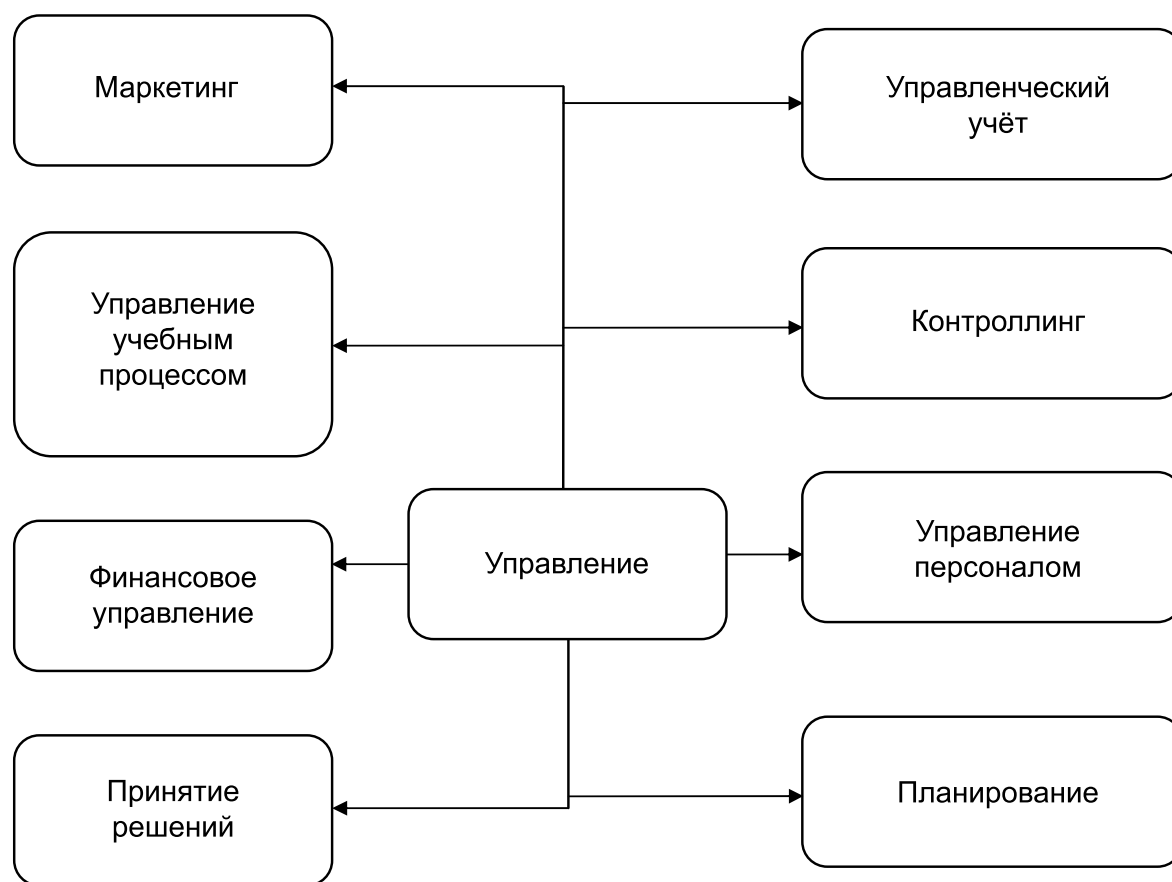 Маркетинг
Управленческий
учёт
Управление
учебным
процессом
Контроллинг
Финансовое
управление
Управление
Управление
персоналом
Принятие
решений
Планирование